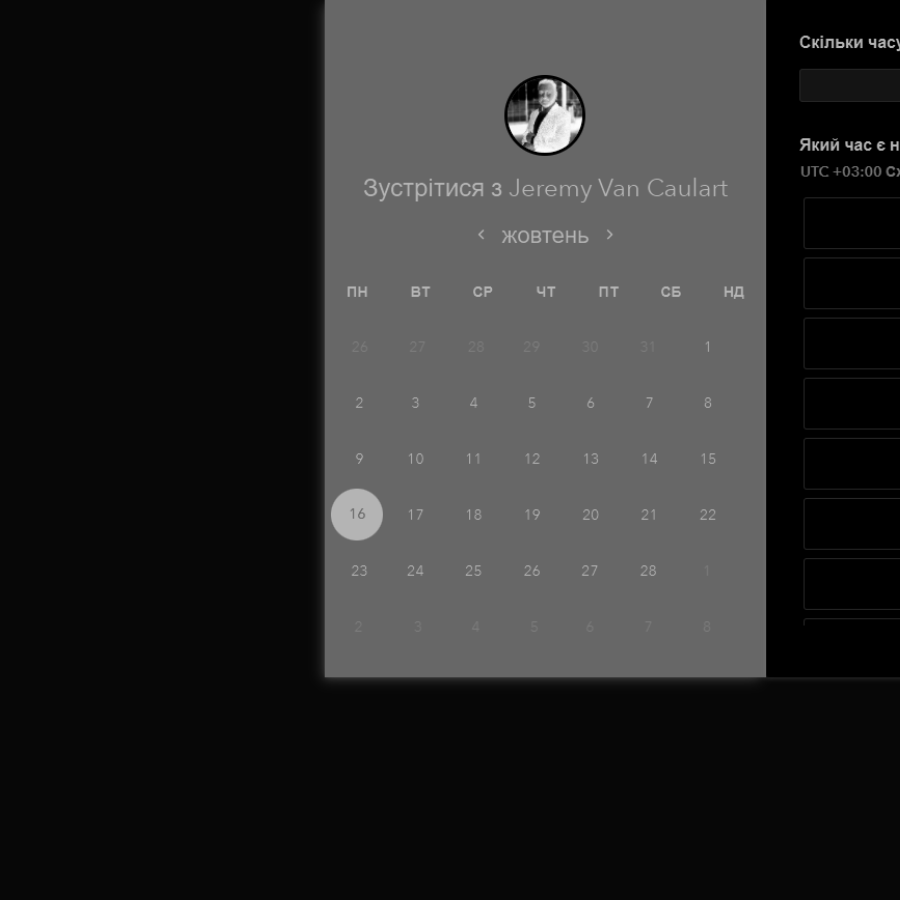 Зустрітися з Jeremy Van Caulart
жовтень
ПН ВТ СР ЧТ ПТ СБ НД
26 27 28 29 30 31 1
2 3 4 5 6 7 8
9 10 11 12 13 14 15
16 17 18 19 20 21 22
23 24 25 26 27 28 1
2 3 4 5 6 7 8
Скільки часу
Який час є н
UTC +03:00 Сх